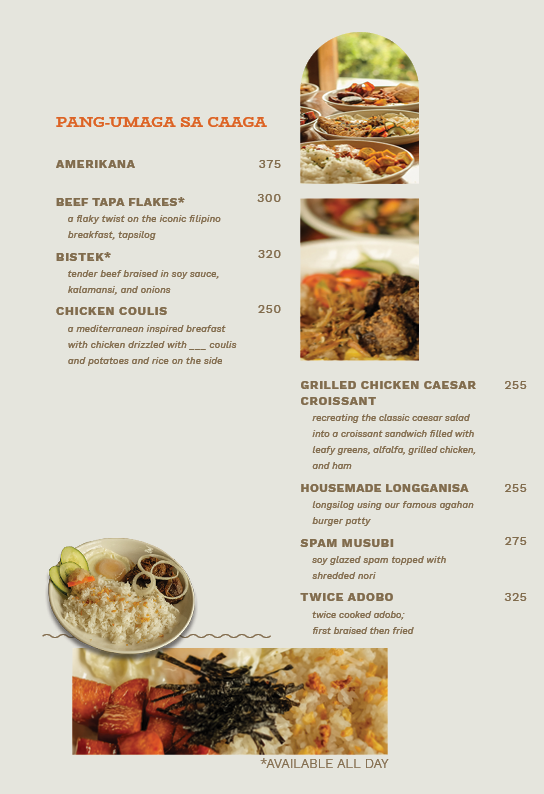 PANG-UMAGA SA CAAGA
AMERIKANA 375
BEEF TAPA FLAKES* 300
a flaky twist on the iconic filipino
breakfast, tapsilog
BISTEK* 320
tender beef braised in soy sauce,
kalamansi, and onions
CHICKEN COULIS 250
a mediterranean inspired breafast
with chicken drizzled with ___ coulis
and potatoes and rice on the side
GRILLED CHICKEN CAESAR 255
CROISSANT
recreating the classic caesar salad
into a croissant sandwich filled with
leafy greens, alfalfa, grilled chicken,
and ham
HOUSEMADE LONGGANISA 255
longsilog using our famous agahan
burger patty
SPAM MUSUBI 275
soy glazed spam topped with
shredded nori
TWICE ADOBO 325
twice cooked adobo;
first braised then fried
*AVAILABLE ALL DAY